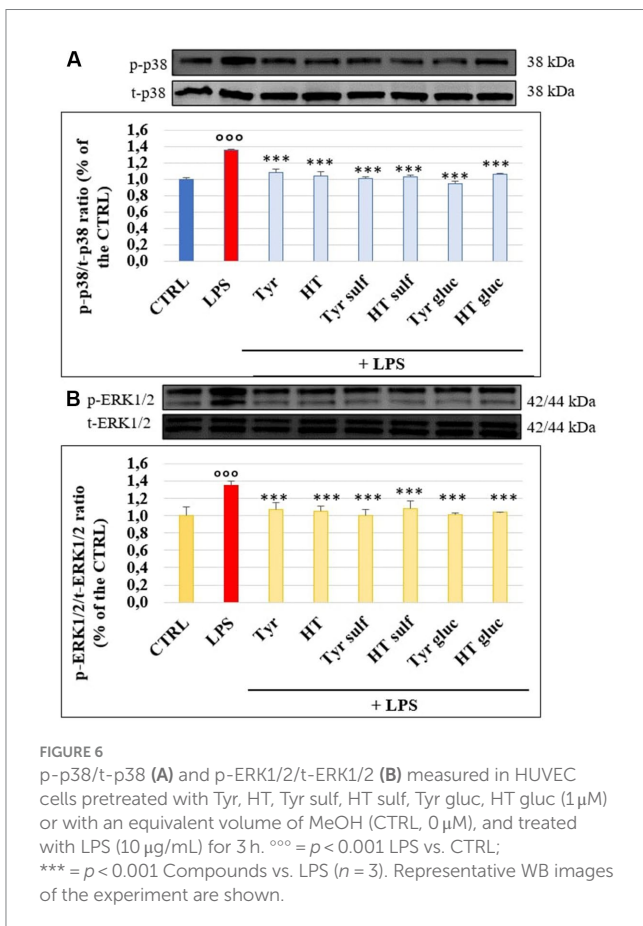 A
p-p38 38 kDa
t-p38 38 kDa
p-p38/t-p38 ratio (% of
the CTRL)
1,6
1,4
1,2
1,0
0,8
0,6
0,4
0,2
0,0
°°°
***
***
***
***
***
***
CTRL
LPS
Tyr
HT
Tyr sulf
HT sulf
Tyr gluc
HT gluc
+ LPS
B
p-ERK1/2 42/44 kDa
t-ERK1/2 42/44 kDa
p-ERK1/2/t-ERK1/2 ratio
(% of the CTRL)
1,6
1,4
1,2
1,0
0,8
0,6
0,4
0,2
0,0
°°°
***
***
***
***
***
***
CTRL
LPS
Tyr
HT
Tyr sulf
HT sulf
Tyr gluc
HT gluc
+ LPS
FIGURE 6
p-p38/t-p38 (A) and p-ERK1/2/t-ERK1/2 (B) measured in HUVEC
cells pretreated with Tyr, HT, Tyr sulf, HT sulf, Tyr gluc, HT gluc (1 μM)
or with an equivalent volume of MeOH (CTRL, 0 μM), and treated
with LPS (10 μg/mL) for 3 h. °°° = p < 0.001 LPS vs. CTRL;
*** = p < 0.001 Compounds vs. LPS (n = 3). Representative WB images
of the experiment are shown.